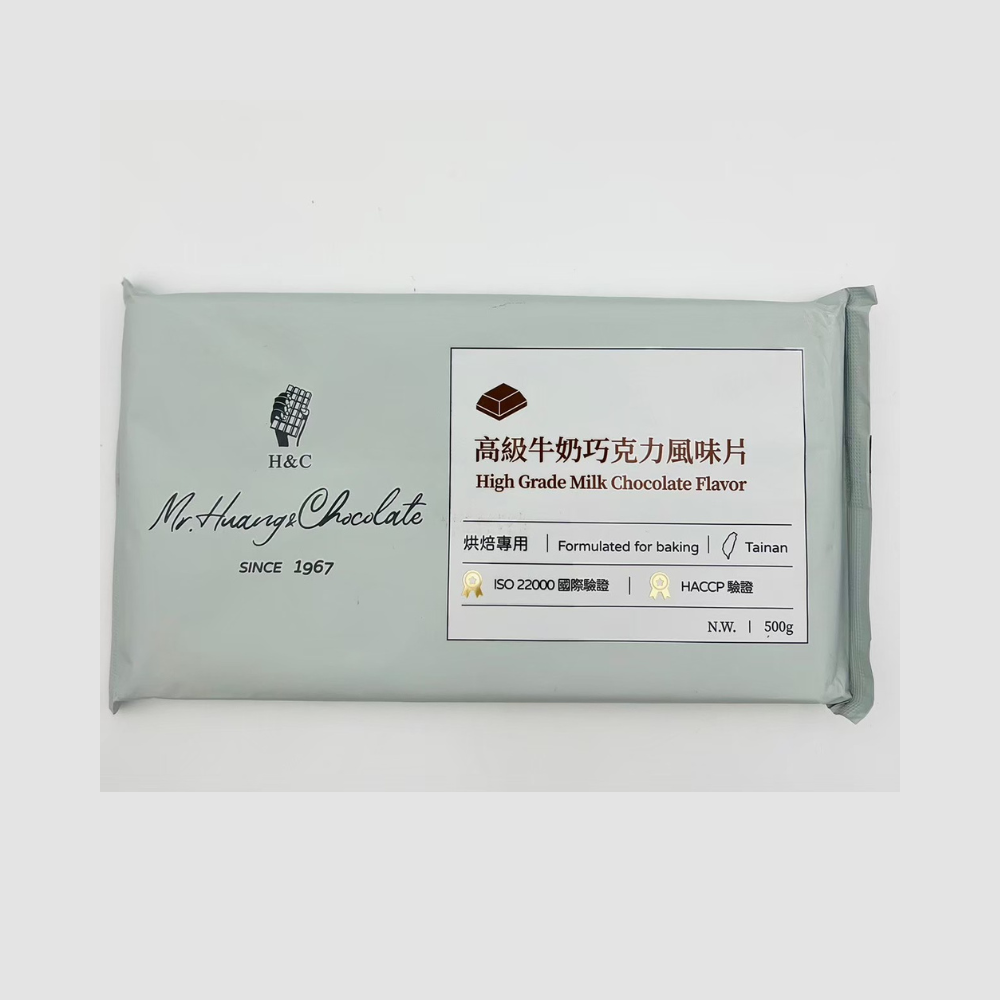 H&C
Mr. Huang & Chocolate
SINCE 1967
高級牛奶巧克力風味片
High Grade Milk Chocolate Flavor
烘焙專用 | Formulated for baking | Tainan
ISO 22000 國際驗證 | HACCP 驗證
N.W. | 500g